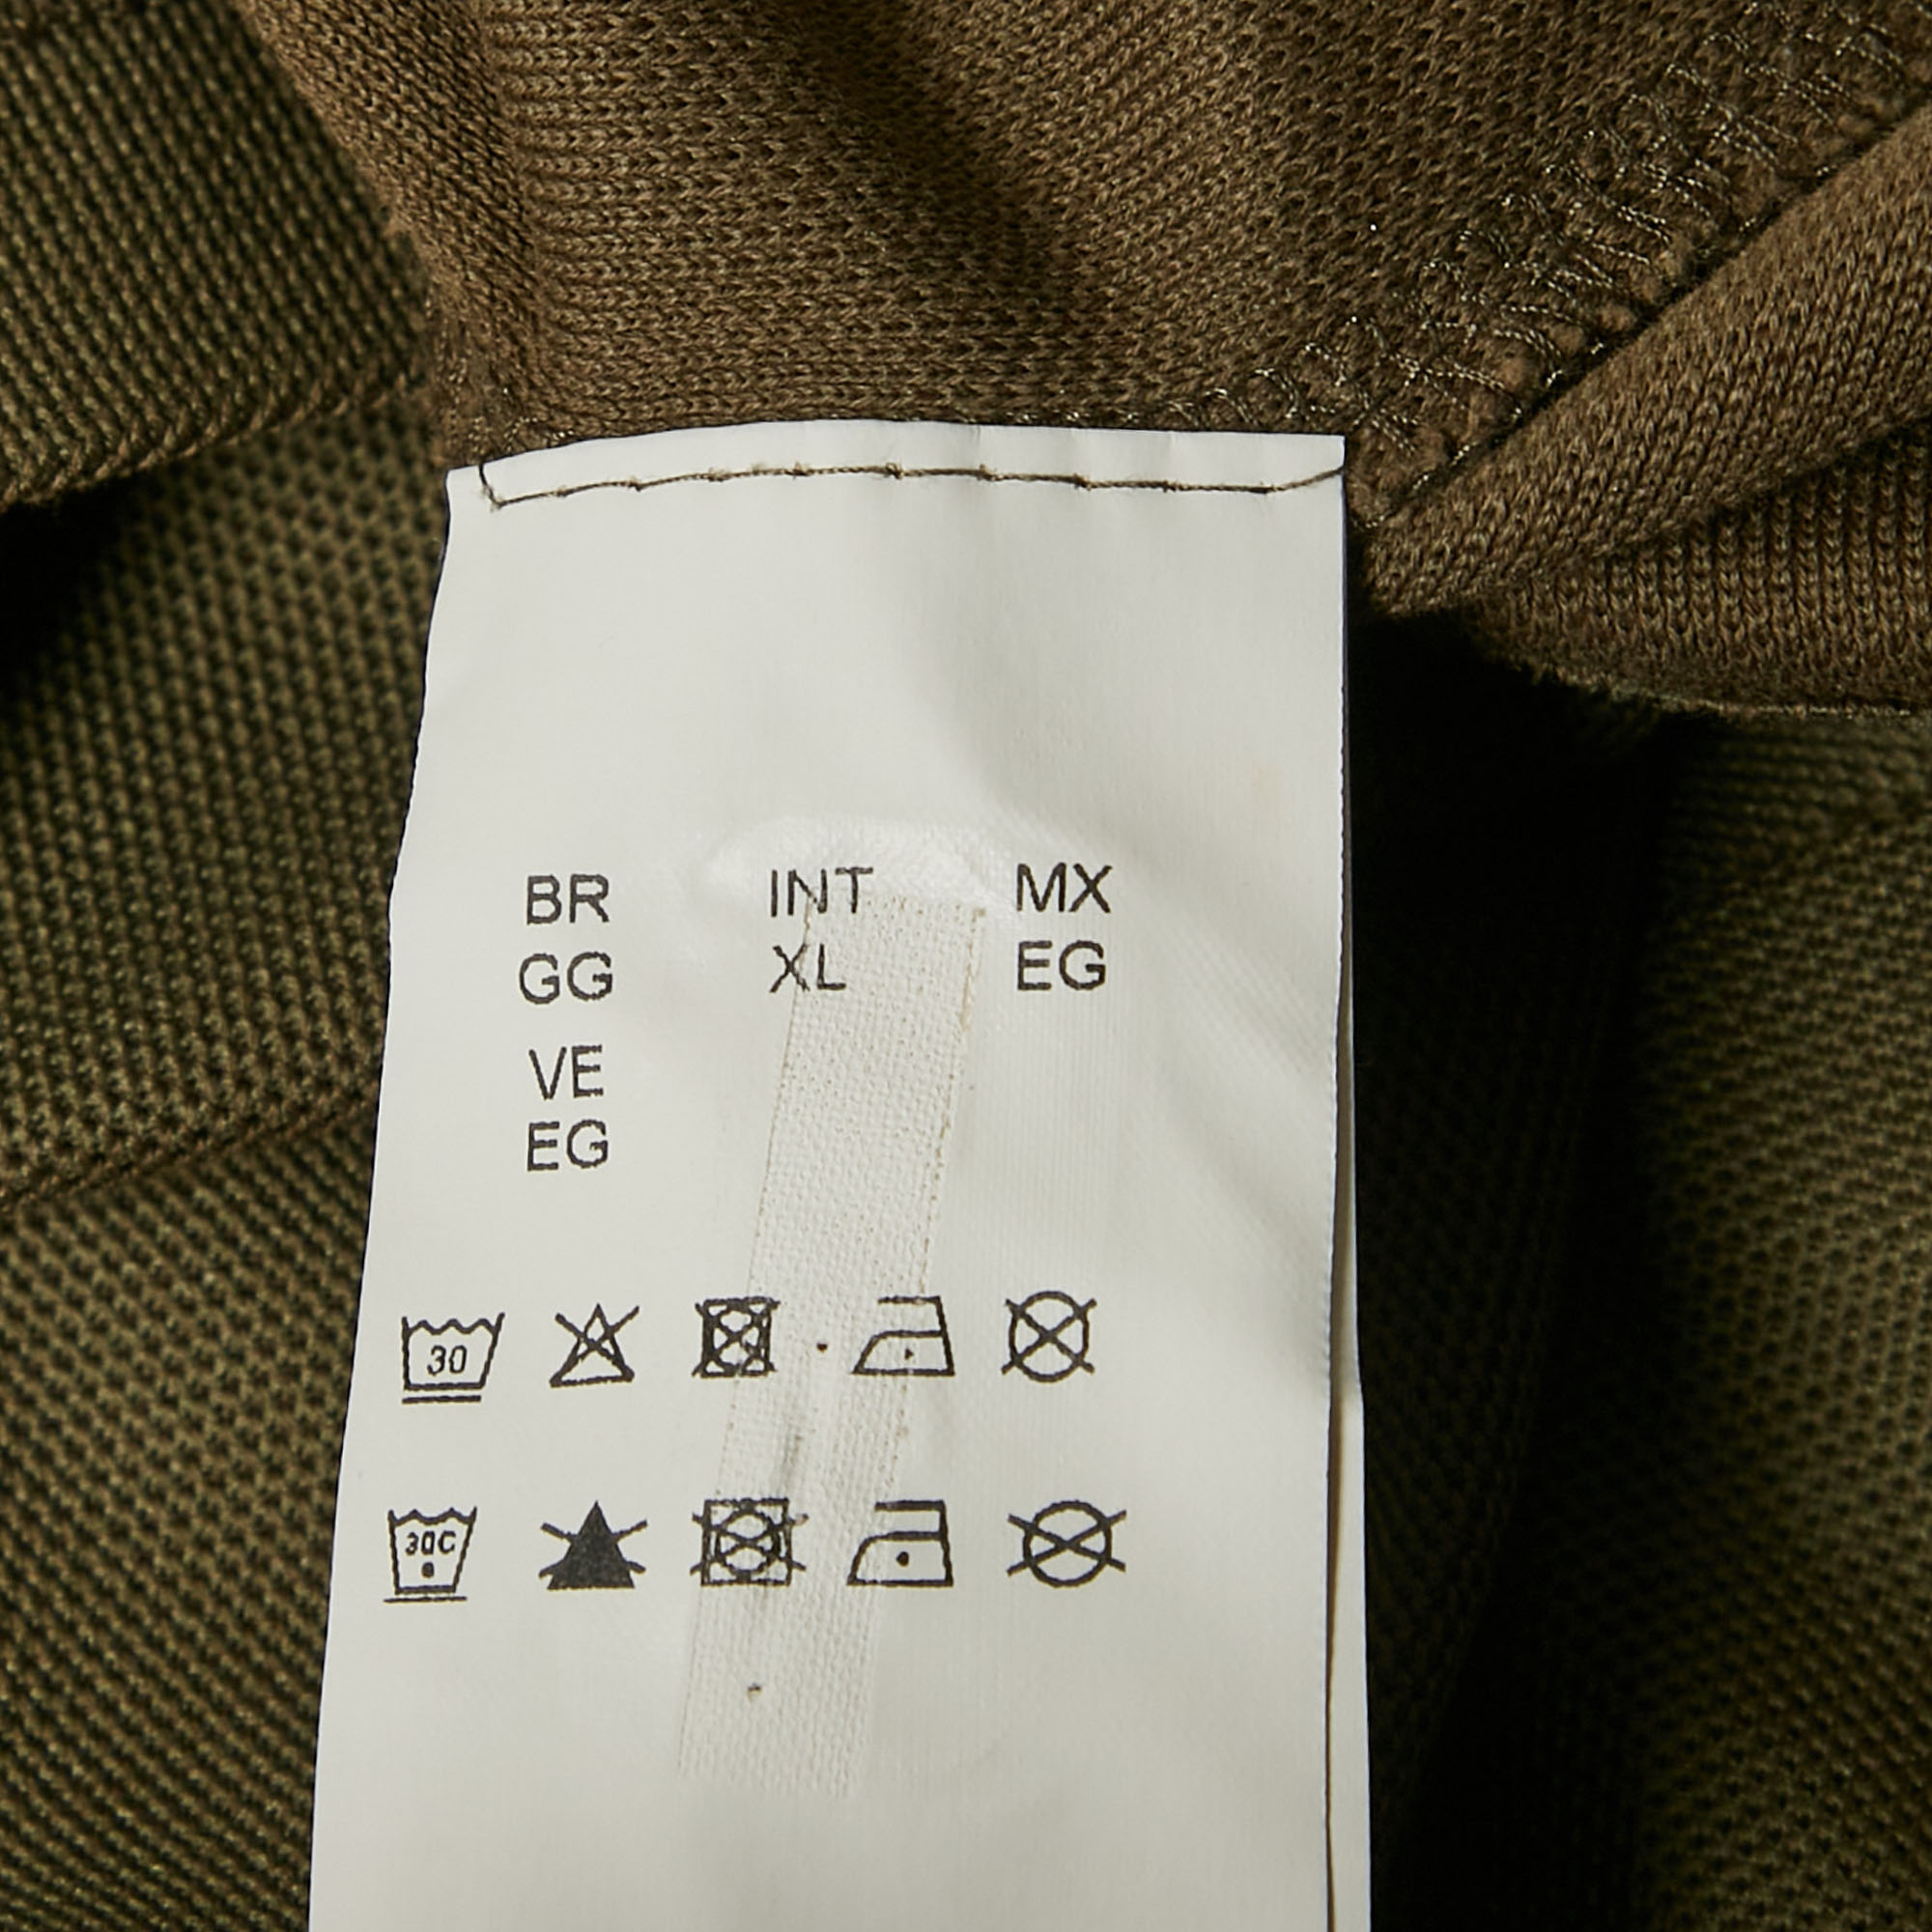 BR INT MX
GG XL EG
VE
EG
30
30C